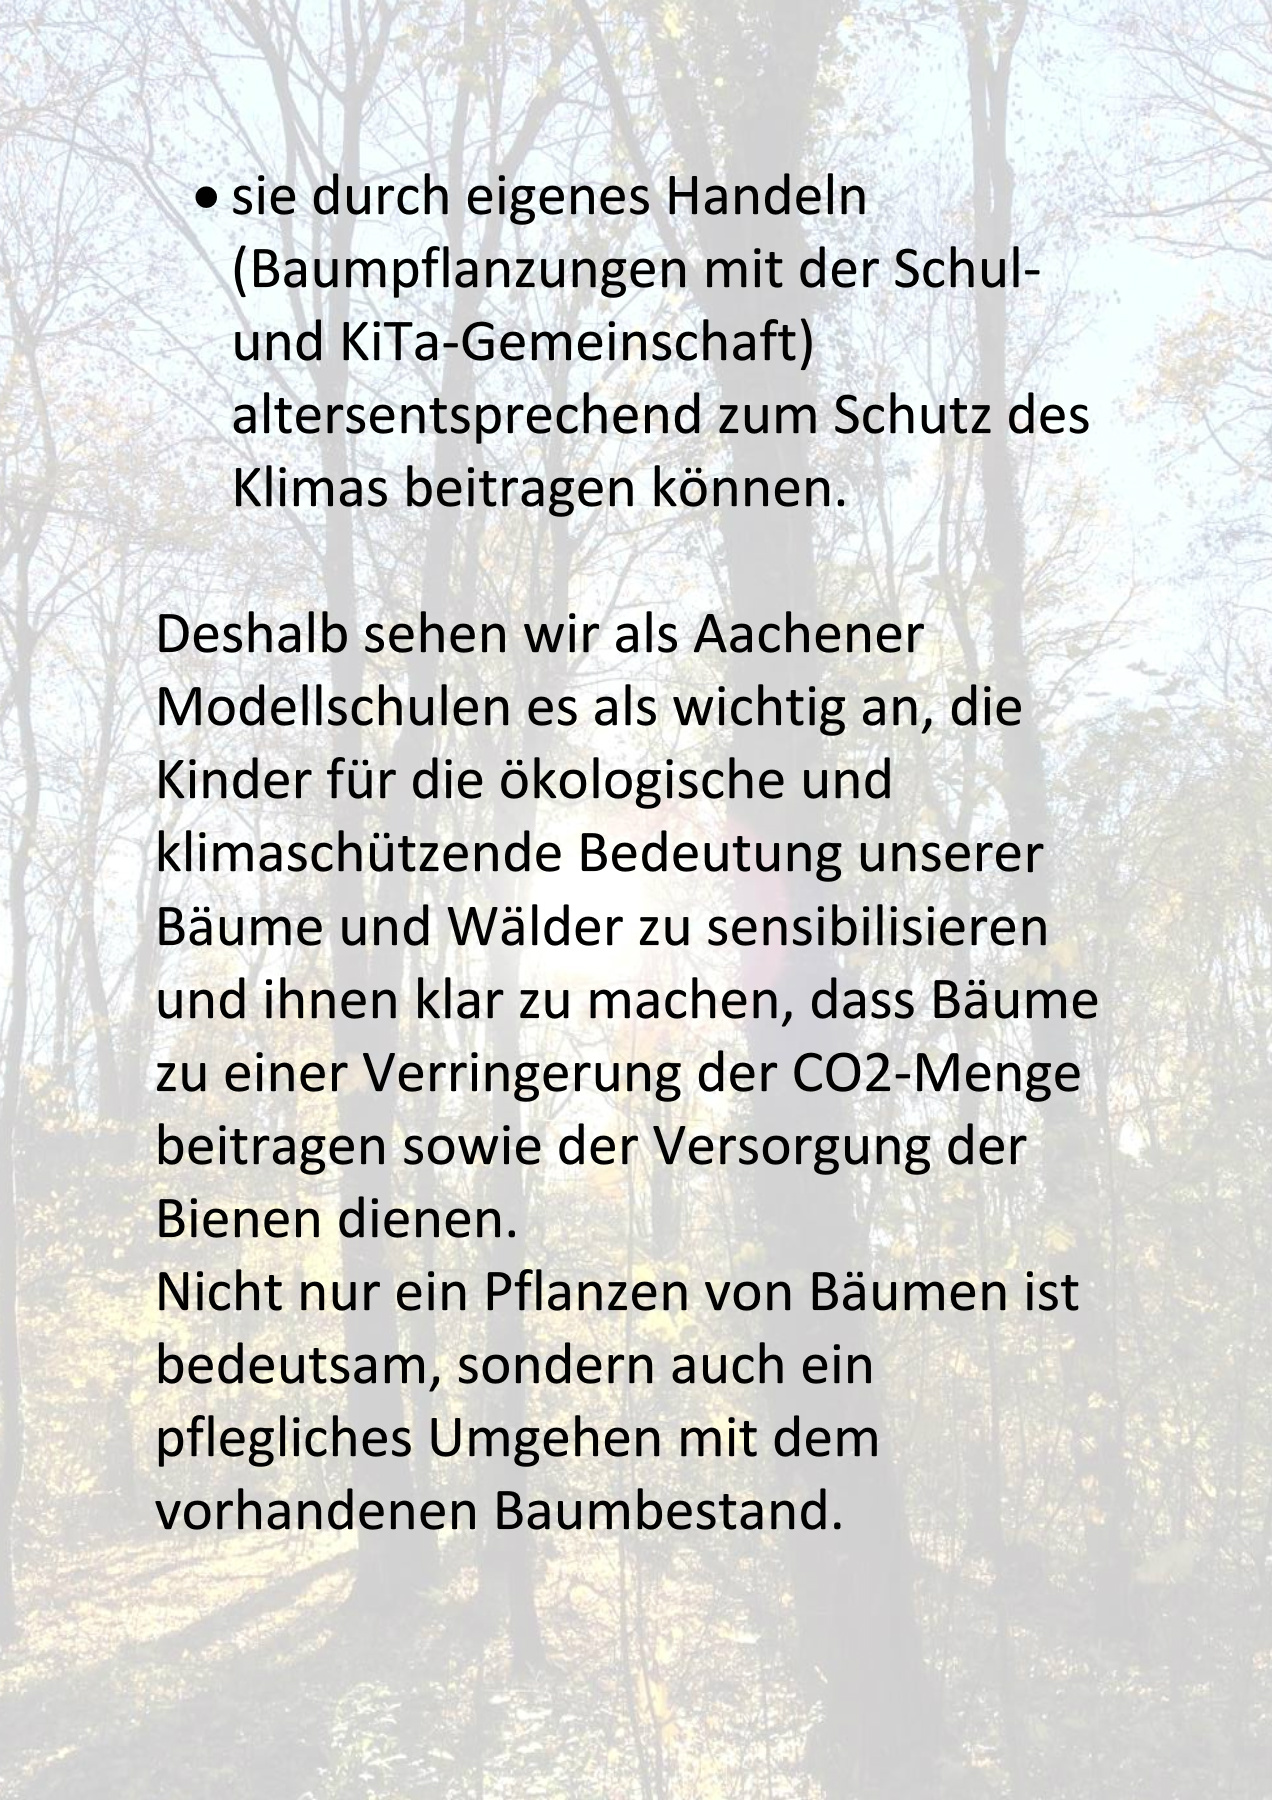 • sie durch eigenes Handeln
(Baumpflanzungen mit der Schul-
und KiTa-Gemeinschaft)
altersentsprechend zum Schutz des
Klimas beitragen können.
Deshalb sehen wir als Aachener
Modellschulen es als wichtig an, die
Kinder für die ökologische und
klimaschützende Bedeutung unserer
Bäume und Wälder zu sensibilisieren
und ihnen klar zu machen, dass Bäume
zu einer Verringerung der CO2-Menge
beitragen sowie der Versorgung der
Bienen dienen.
Nicht nur ein Pflanzen von Bäumen ist
bedeutsam, sondern auch ein
pflegliches Umgehen mit dem
vorhandenen Baumbestand.